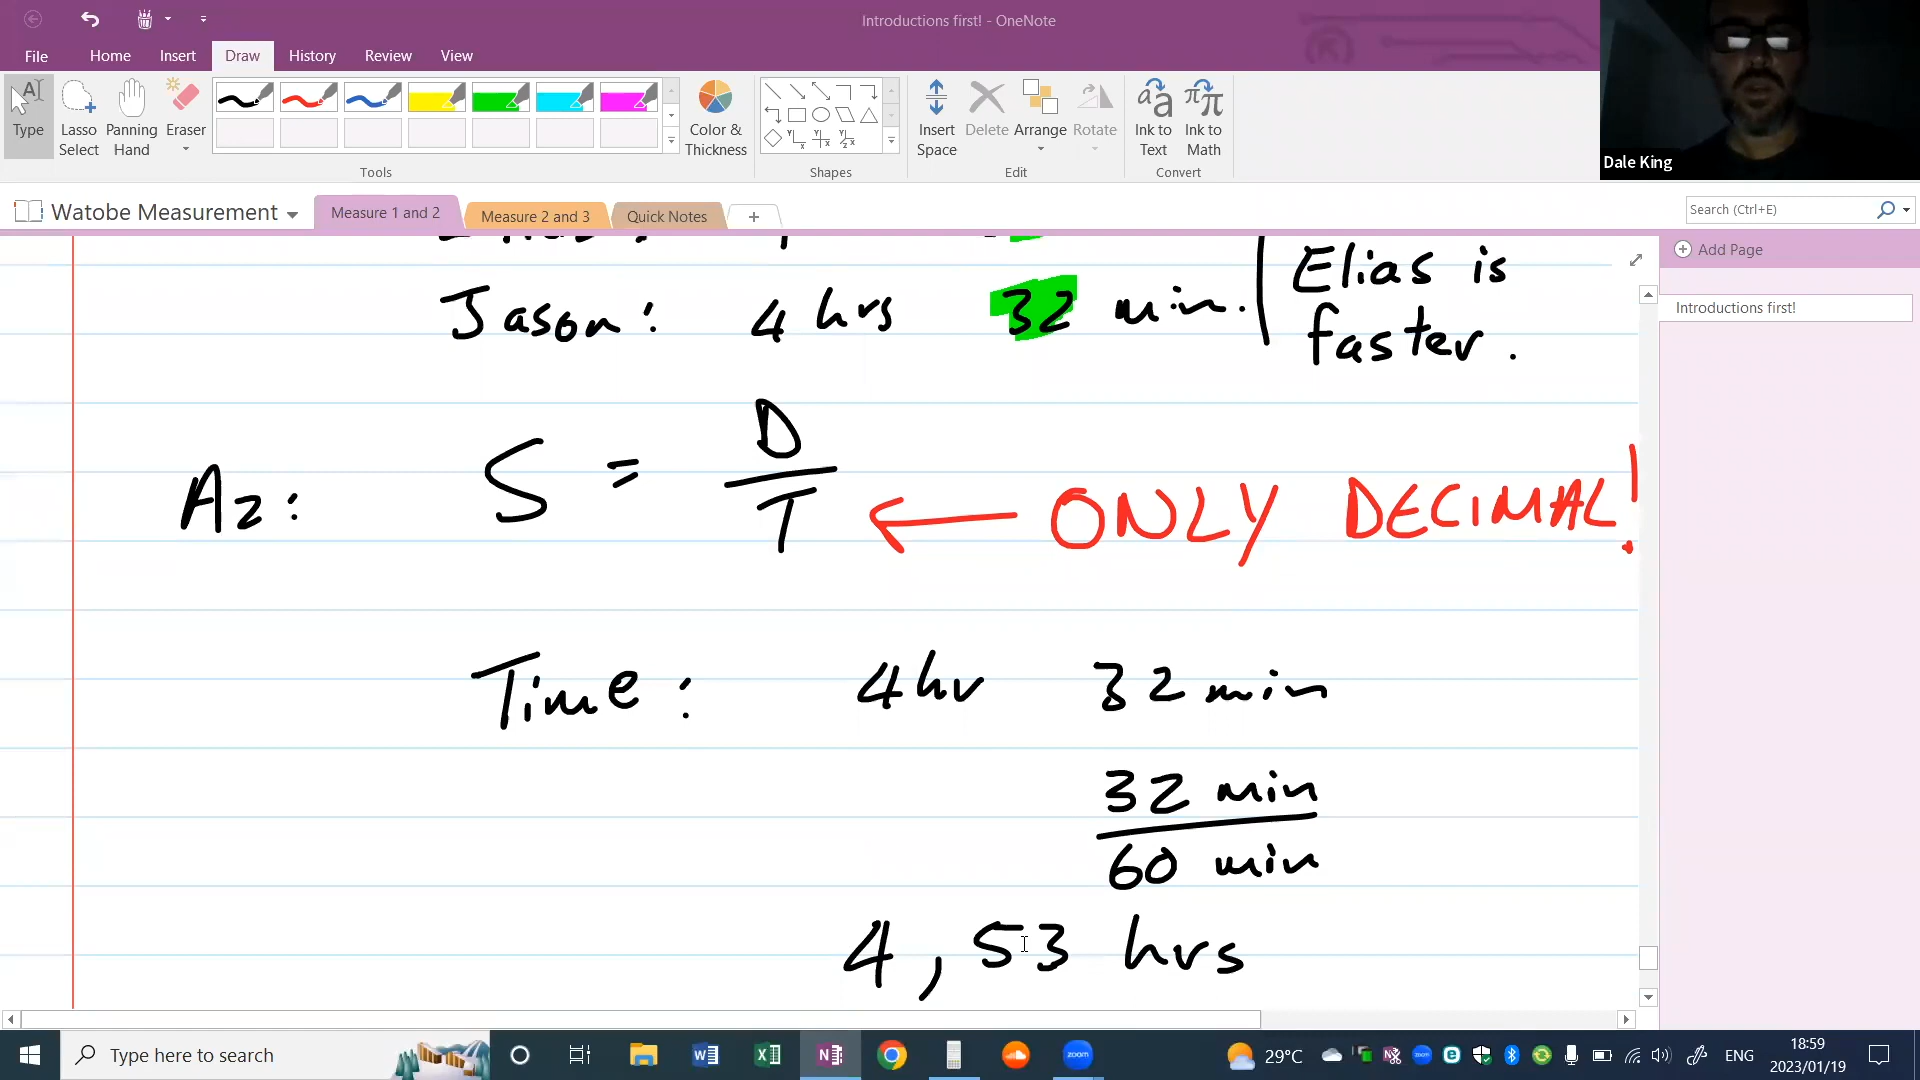 Introductions first! - OneNote
File Home Insert Draw History Review View
Type Lasso Select Panning Hand Eraser Color & Thickness Insert Space Delete Arrange Rotate Ink to Text Ink to Math
Tools Shapes Edit Convert
Dale King
Watobe Measurement Measure 1 and 2 Measure 2 and 3 Quick Notes + Search (Ctrl+E)
Add Page
Introductions first!
Jason: 4 hrs 32 min.
Elias is
faster.
Az: S = D
T
ONLY DECIMAL!
Time: 4hr 32 min
32 min
60 min
4,53 hrs
Type here to search
29°C ENG 18:59
2023/01/19